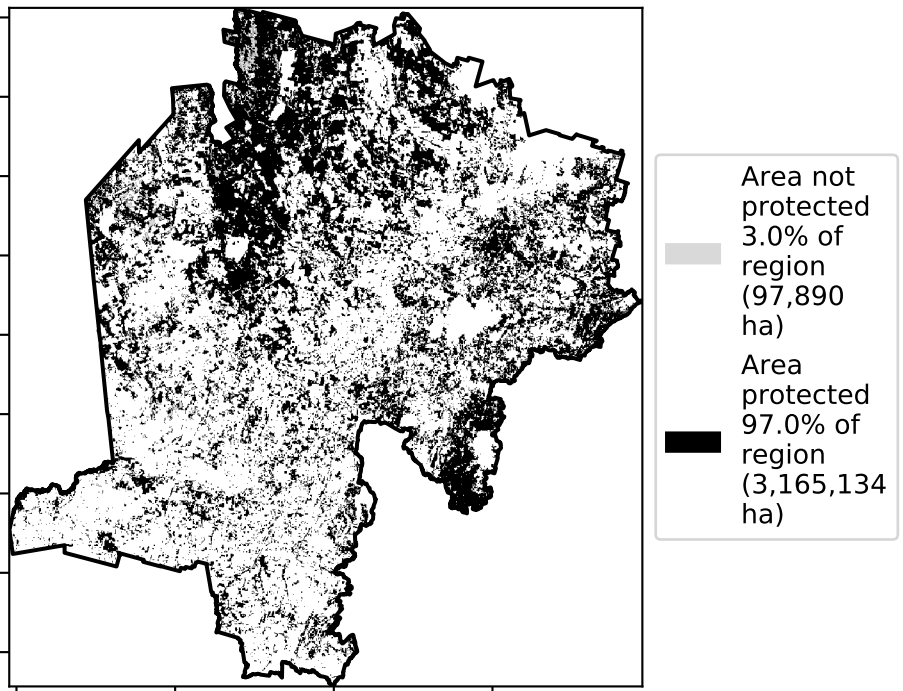 Area not
protected
3.0% of
region
(97,890
ha)
Area
protected
97.0% of
region
(3,165,134
ha)